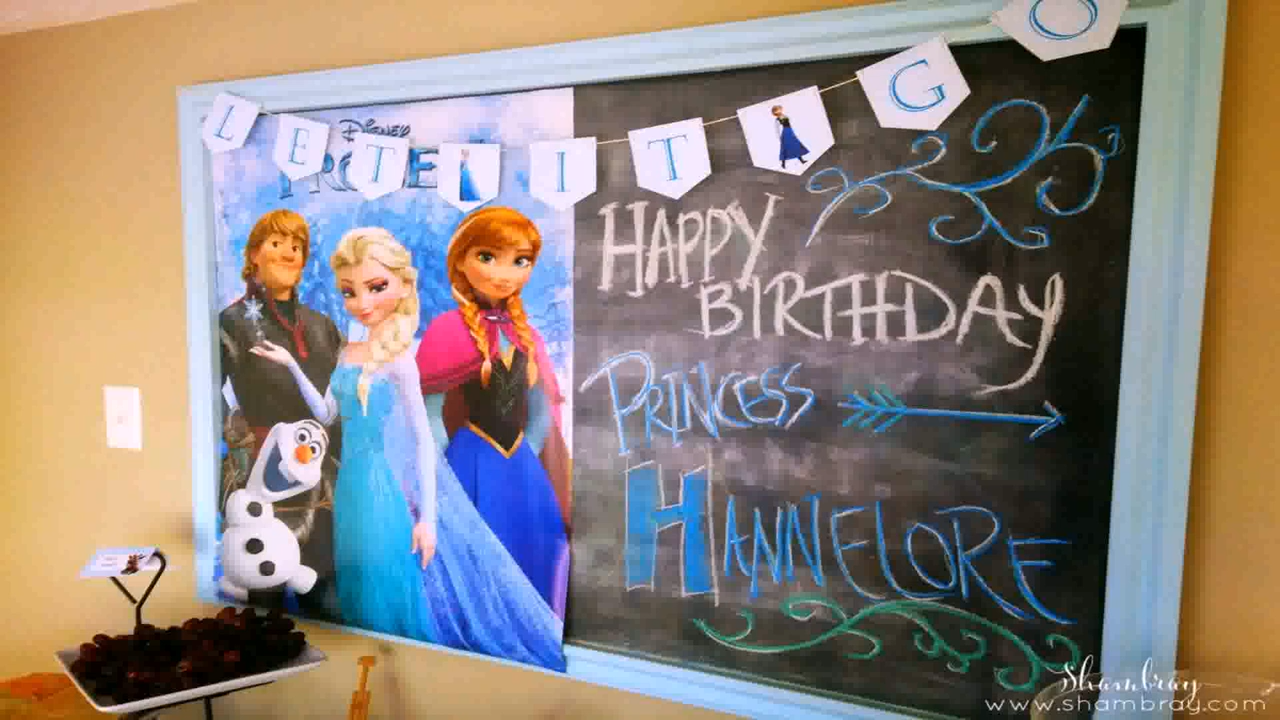 LET IT GO
DISNEY
FROZEN
HAPPY
BIRTHDAY
PRINCESS
HANNELORE
Shambray
www.shambray.com